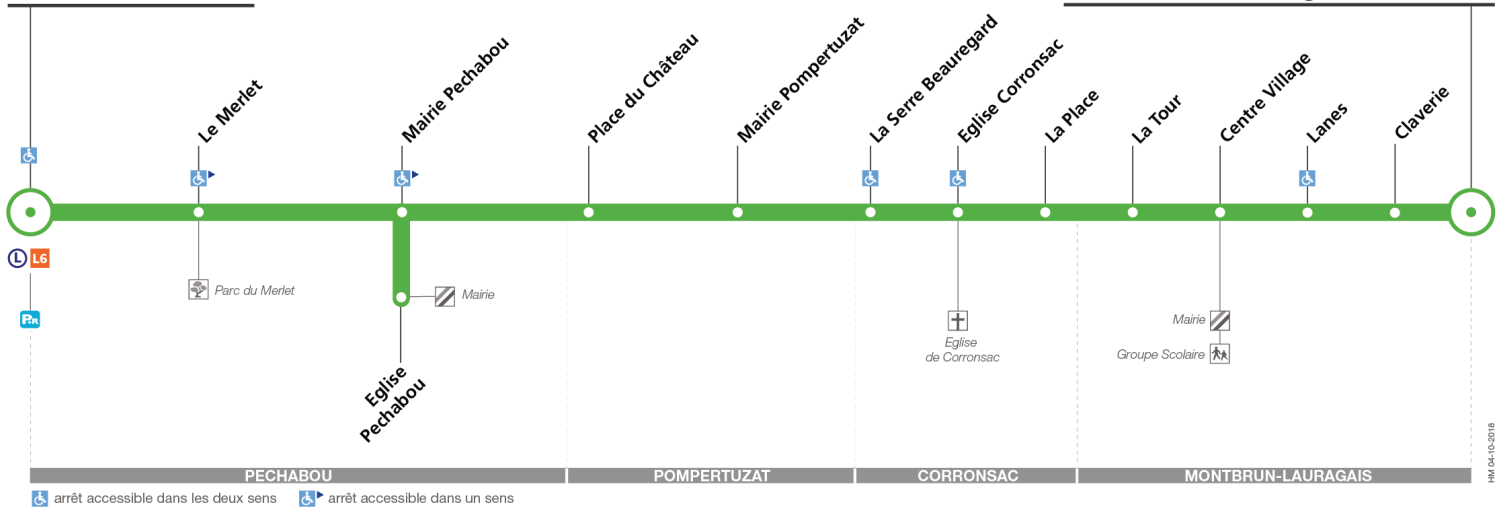 Le Merlet
Mairie Pechabou
Place du Château
Mairie Pompertuzat
La Serre Beauregard
Eglise Corronsac
La Place
La Tour
Centre Village
Lanes
Claverie
L L6
P+R
Parc du Merlet
Mairie
Eglise
Pechabou
Eglise
de Corronsac
Mairie
Groupe Scolaire
HM 04-10-2018
PECHABOU POMPERTUZAT CORRONSAC MONTBRUN-LAURAGAIS
arrêt accessible dans les deux sens arrêt accessible dans un sens